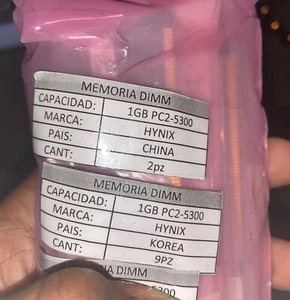 MEMORIA DIMM
CAPACIDAD: 1GB PC2-5300
MARCA: HYNIX
PAIS: CHINA
CANT: 2pz
MEMORIA DIMM
CAPACIDAD: 1GB PC2-5300
MARCA: HYNIX
PAIS: KOREA
CANT: 9PZ
DIMM